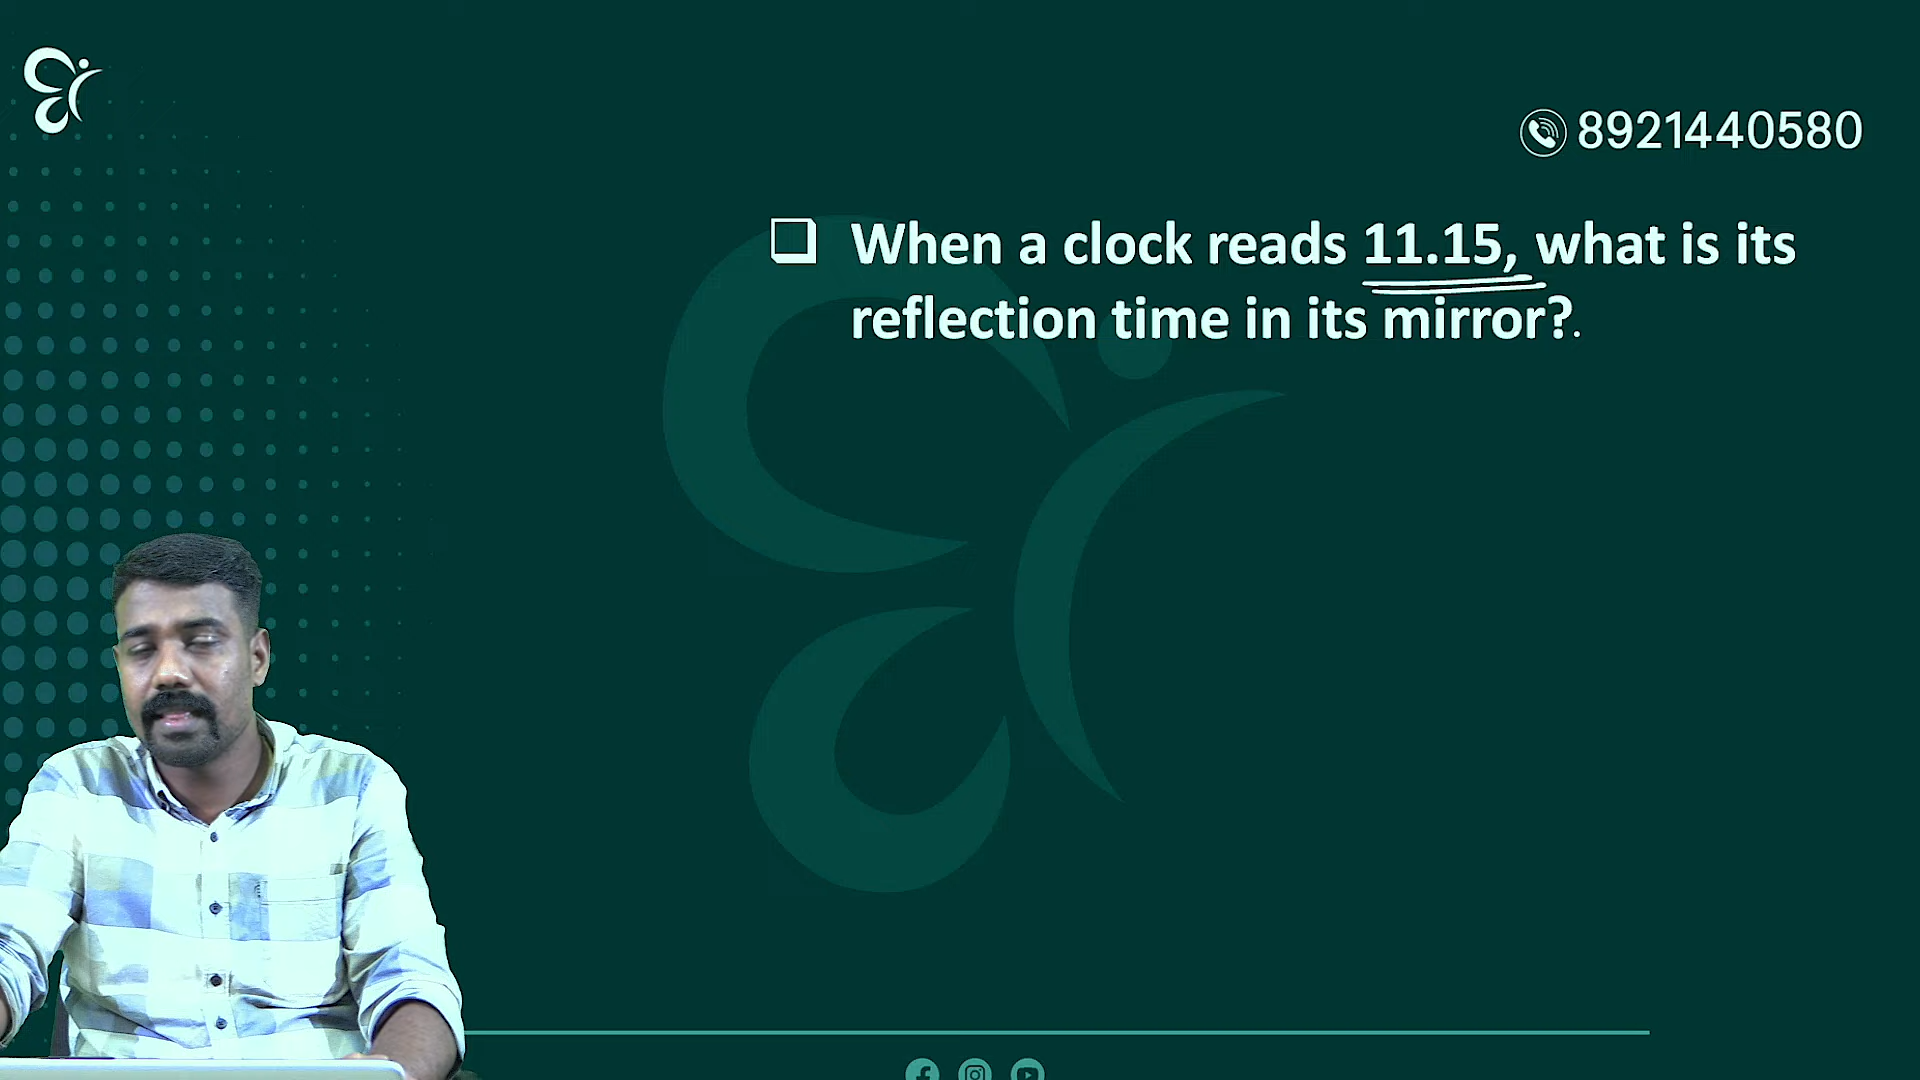 8921440580
When a clock reads 11.15, what is its
reflection time in its mirror?.